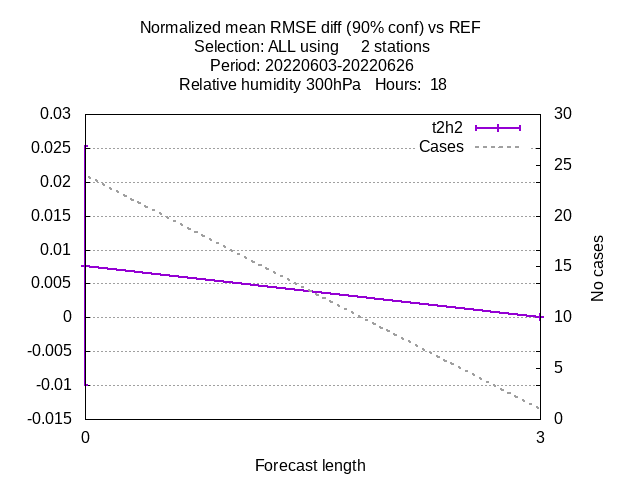 Normalized mean RMSE diff (90% conf) vs REF
Selection: ALL using     2 stations
Period: 20220603-20220626
Relative humidity 300hPa   Hours:  18
t2h2
Cases
0.03
0.025
0.02
0.015
0.01
0.005
0
-0.005
-0.01
-0.015
30
25
20
15
10
5
0
No cases
0
3
Forecast length